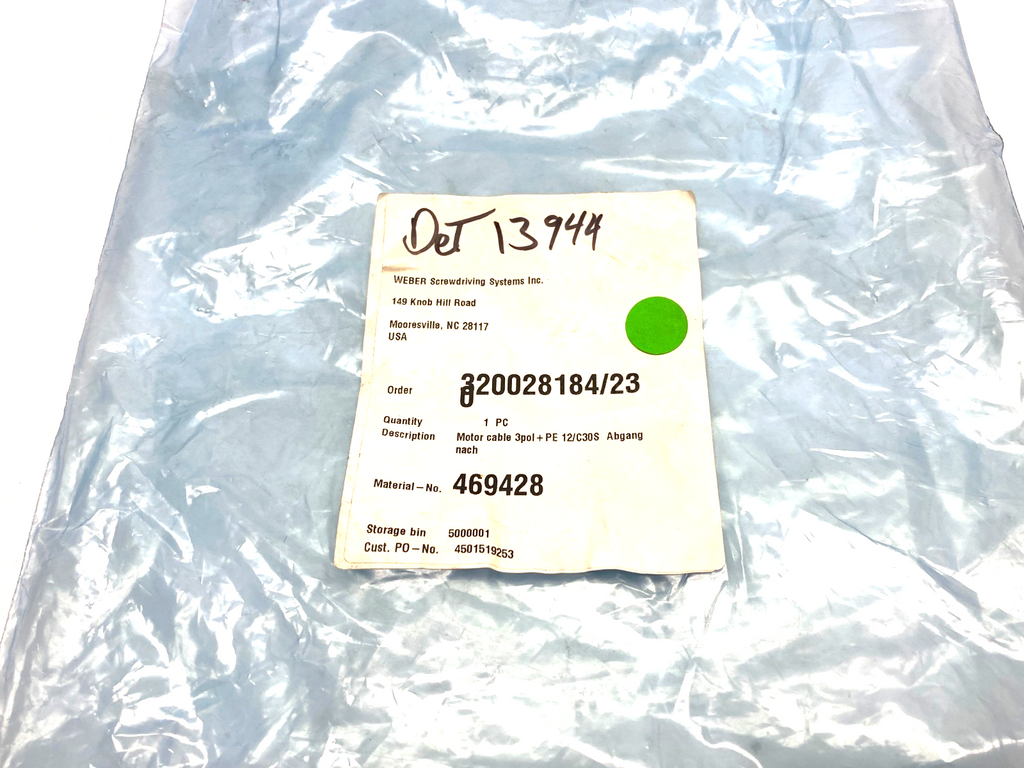 DeT 13944
WEBER Screwdriving Systems Inc.
149 Knob Hill Road
Mooresville, NC 28117
USA
Order 320028184/23
0
Quantity 1 PC
Description Motor cable 3pol+PE 12/C30S Abgang
nach
Material-No. 469428
Storage bin 5000001
Cust. PO-No. 4501519253